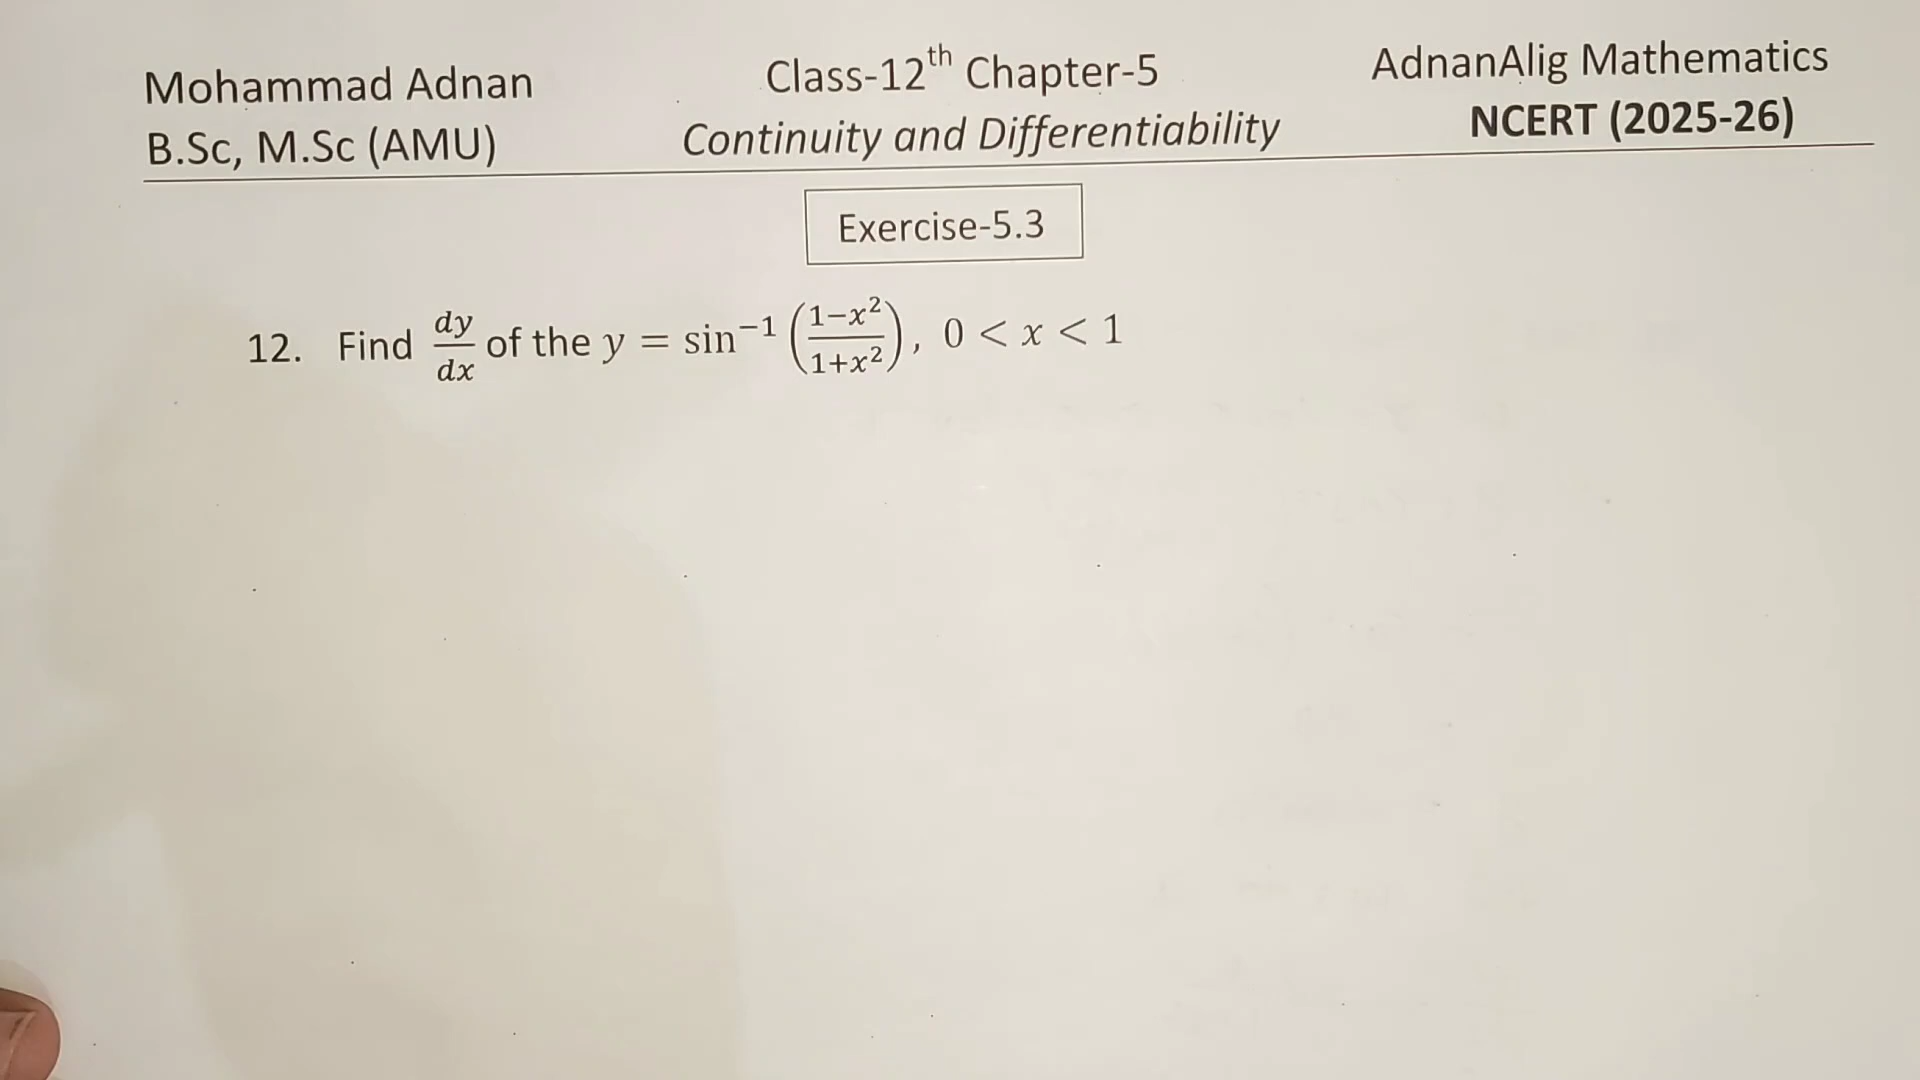 Mohammad Adnan
B.Sc, M.Sc (AMU)
Class-12th Chapter-5
Continuity and Differentiability
AdnanAlig Mathematics
NCERT (2025-26)
Exercise-5.3
12. Find dy/dx of the y = sin⁻¹ ((1−x²)/(1+x²)), 0 < x < 1